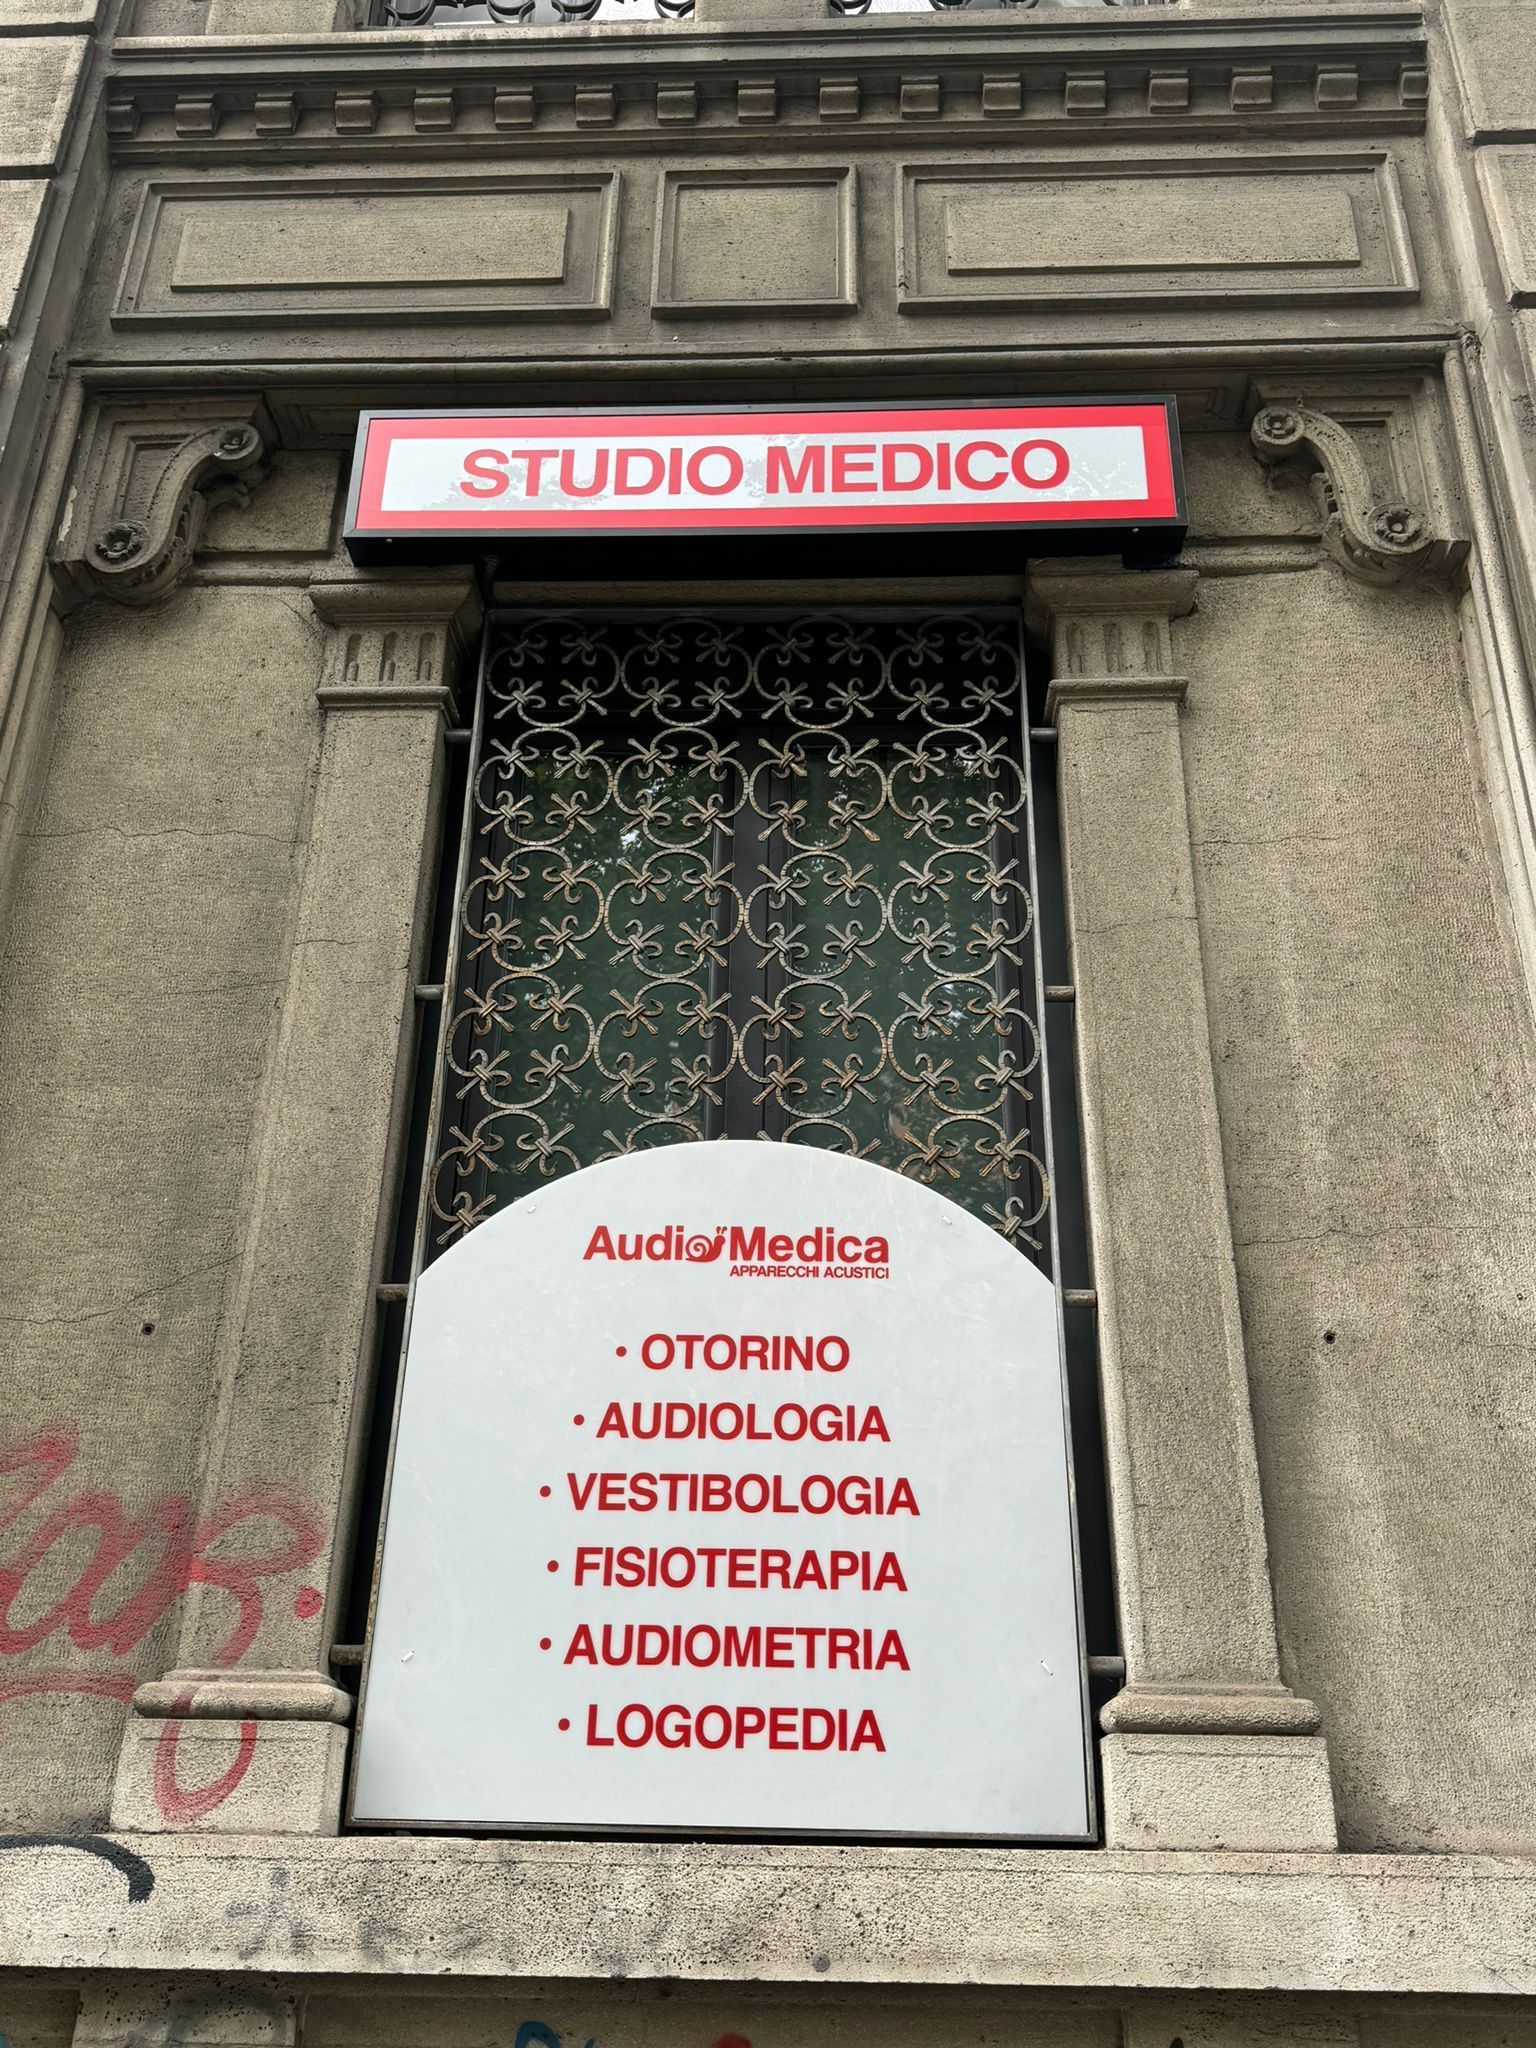 STUDIO MEDICO
AudioMedica
APPARECCHI ACUSTICI
• OTORINO
• AUDIOLOGIA
• VESTIBOLOGIA
• FISIOTERAPIA
• AUDIOMETRIA
• LOGOPEDIA